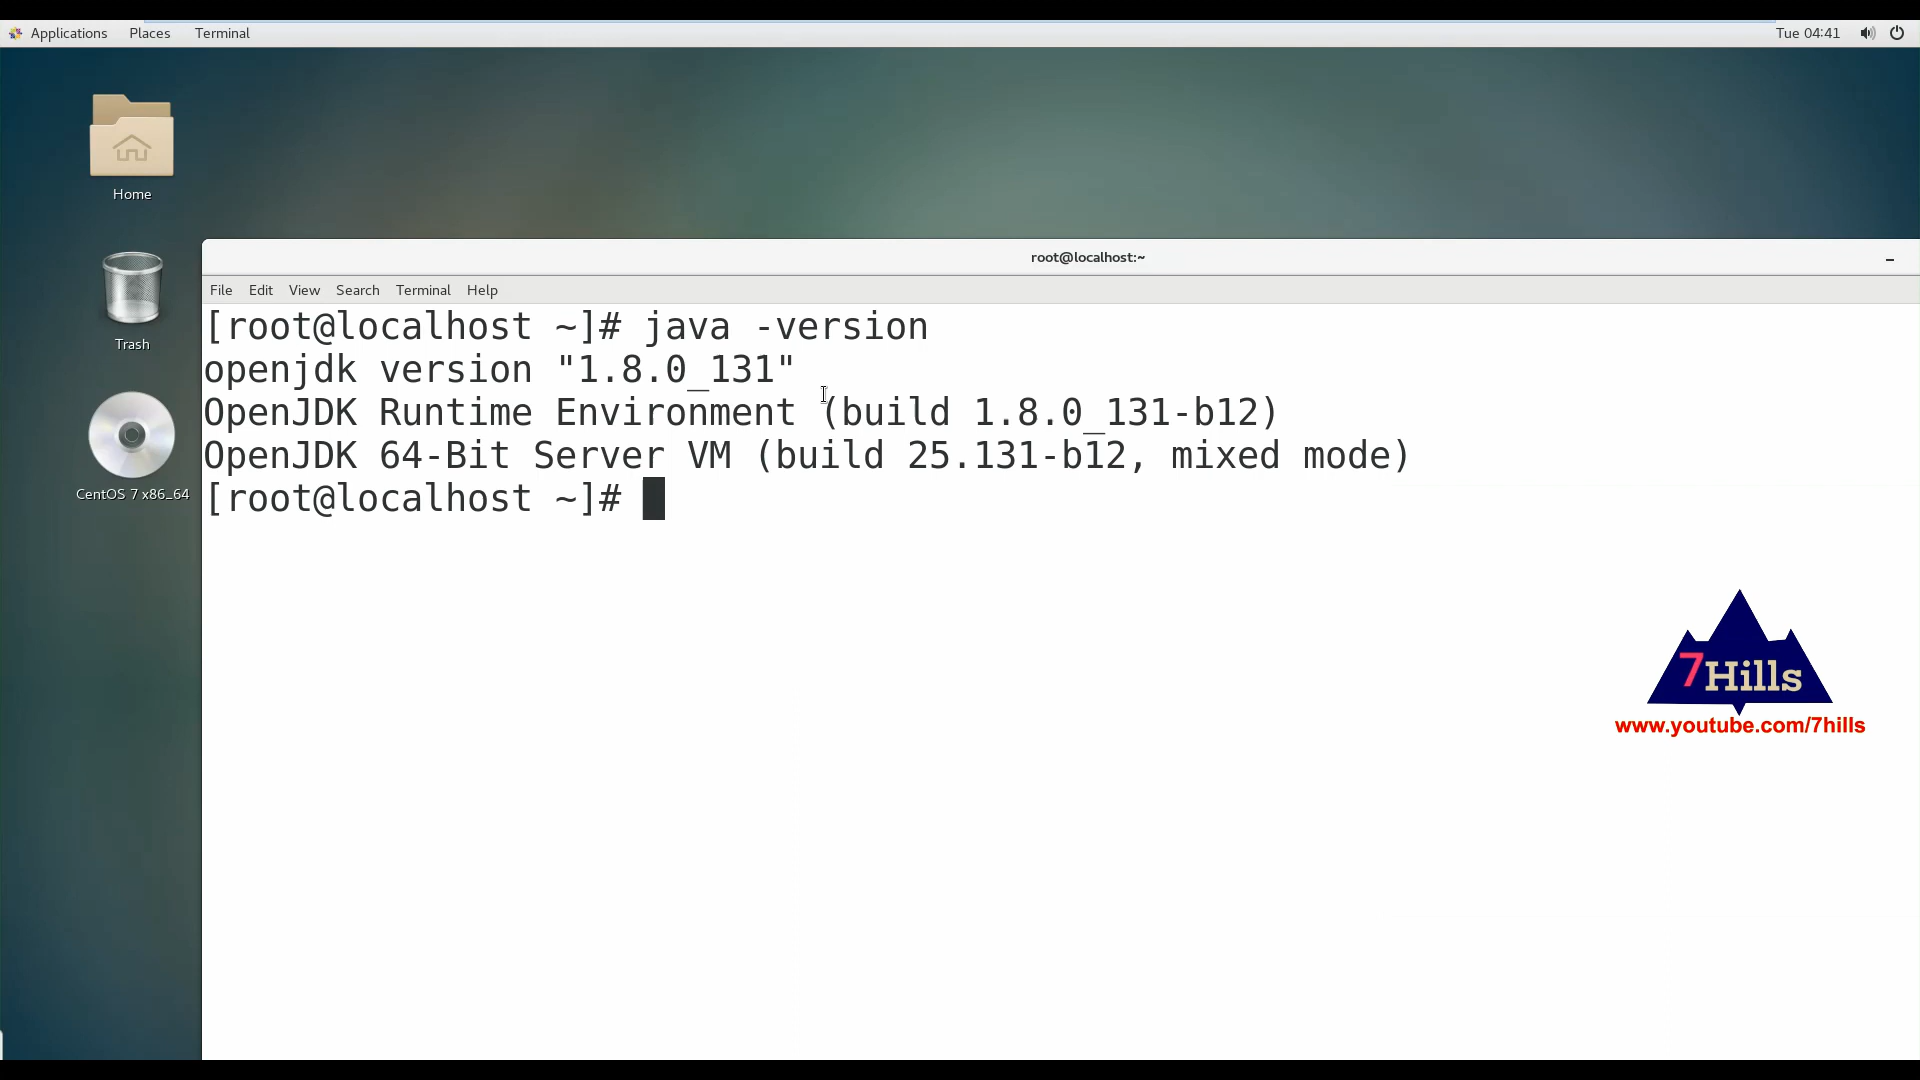 Applications Places Terminal Tue 04:41
Home
Trash
CentOS 7 x86_64
root@localhost:~
File Edit View Search Terminal Help
[root@localhost ~]# java -version
openjdk version "1.8.0_131"
OpenJDK Runtime Environment (build 1.8.0_131-b12)
OpenJDK 64-Bit Server VM (build 25.131-b12, mixed mode)
[root@localhost ~]#
7Hills
www.youtube.com/7hills